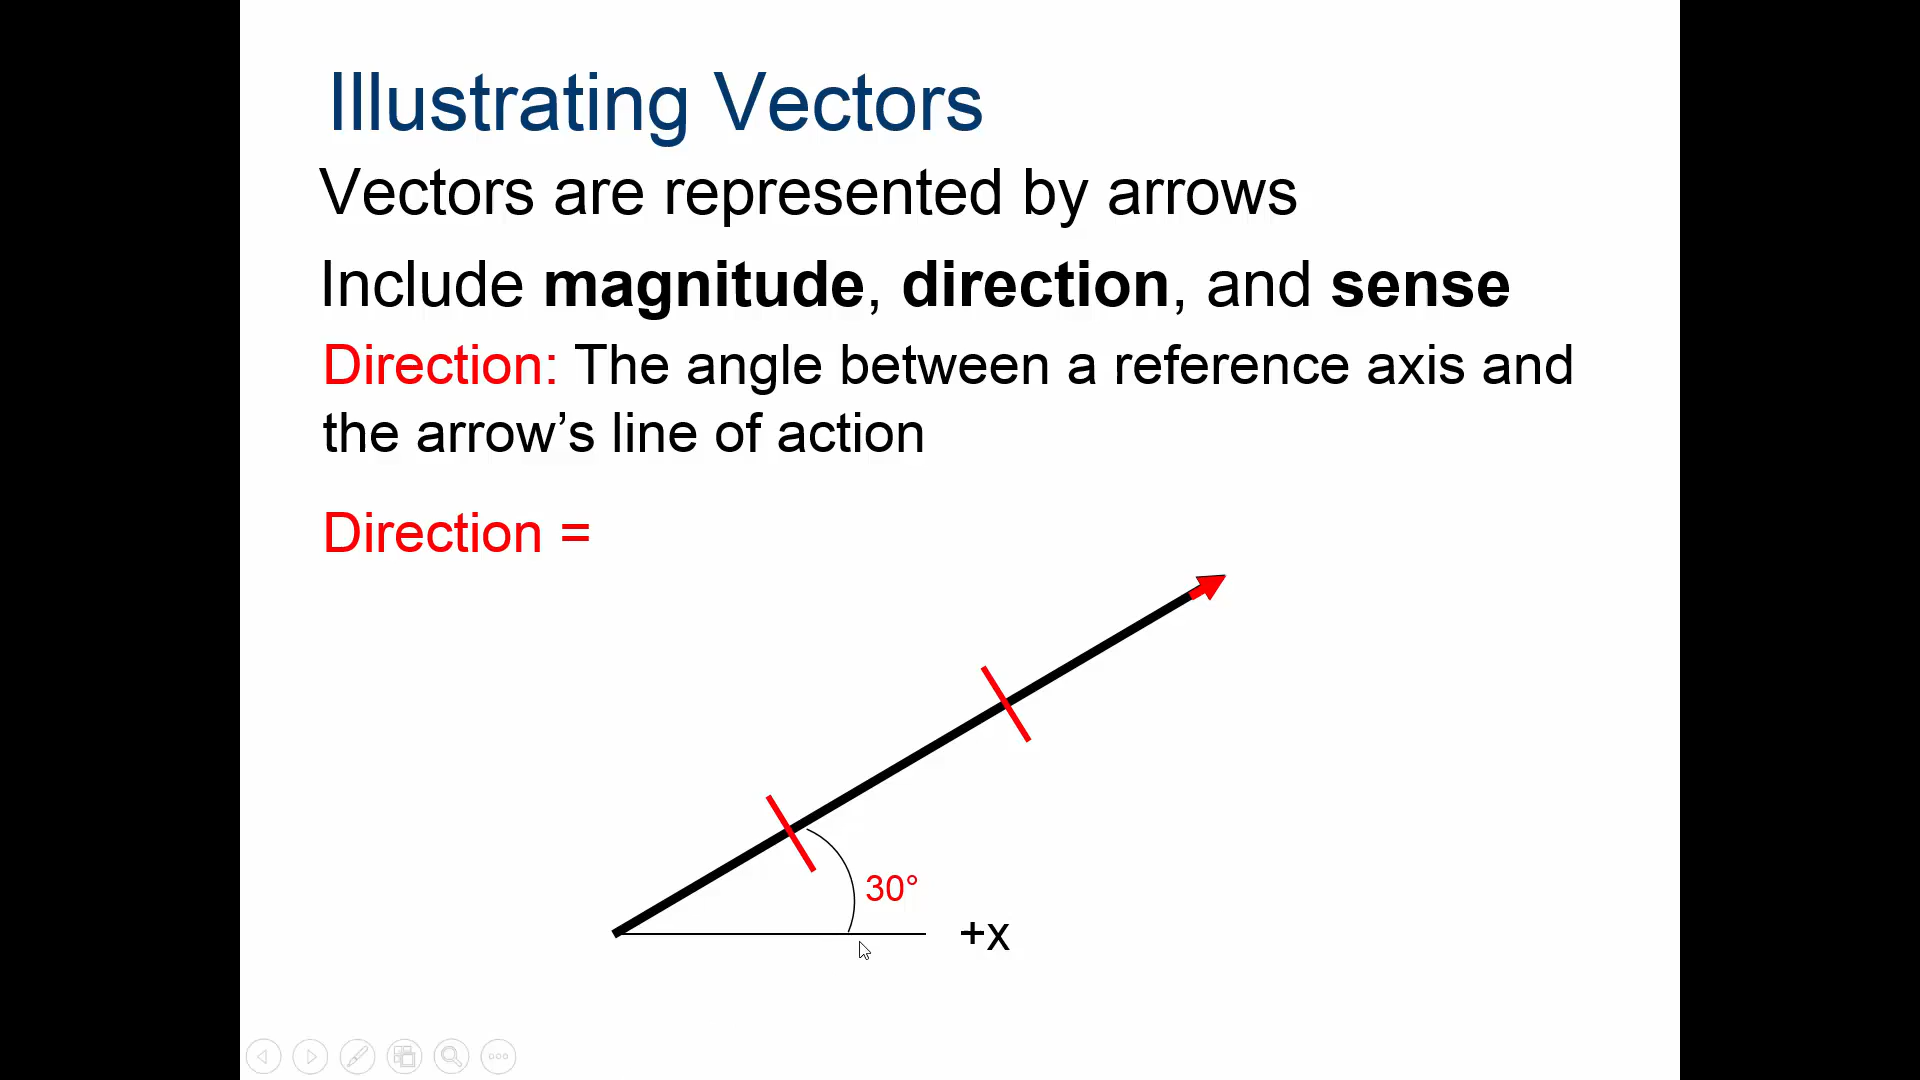 Illustrating Vectors
Vectors are represented by arrows
Include magnitude, direction, and sense
Direction: The angle between a reference axis and
the arrow’s line of action
Direction =
30°
+x